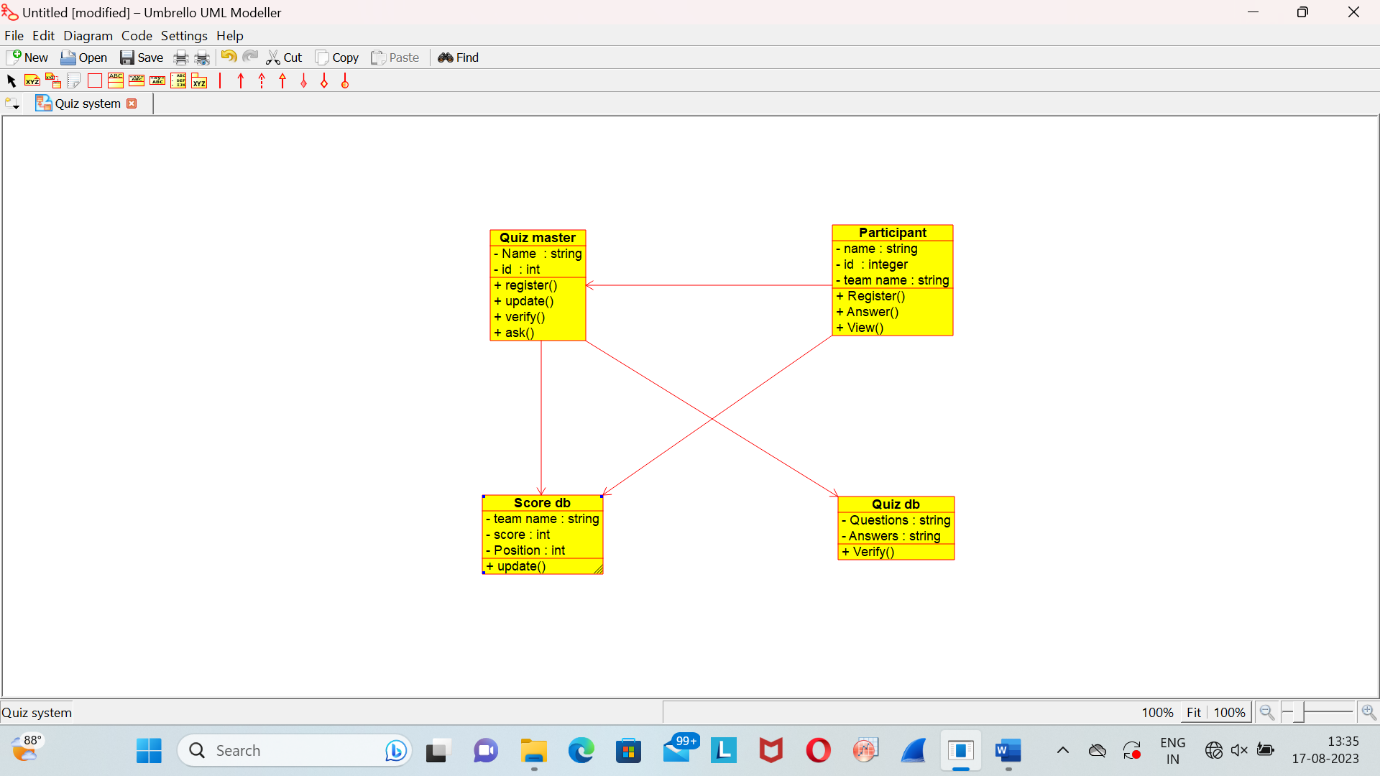 Untitled [modified] – Umbrello UML Modeller
File Edit Diagram Code Settings Help
New Open Save Cut Copy Paste Find
Quiz system
Quiz master
- Name : string
- id : int
+ register()
+ update()
+ verify()
+ ask()
Participant
- name : string
- id : integer
- team name : string
+ Register()
+ Answer()
+ View()
Score db
- team name : string
- score : int
- Position : int
+ update()
Quiz db
- Questions : string
- Answers : string
+ Verify()
Quiz system
100% Fit 100%
88°
Search
99+
L
W
ENG
IN
13:35
17-08-2023